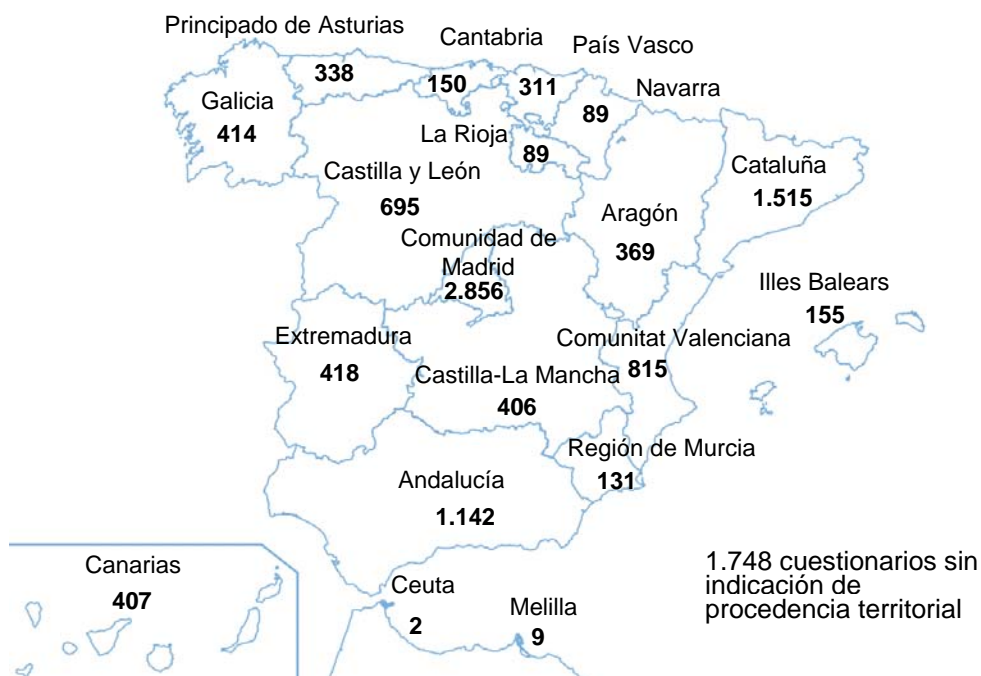 Principado de Asturias
338
Cantabria
150
País Vasco
311
Navarra
89
Galicia
414
La Rioja
89
Castilla y León
695
Cataluña
1.515
Aragón
369
Comunidad de
Madrid
2.856
Illes Balears
155
Extremadura
418
Comunitat Valenciana
815
Castilla-La Mancha
406
Región de Murcia
131
Andalucía
1.142
Canarias
407
Ceuta
2
Melilla
9
1.748 cuestionarios sin
indicación de
procedencia territorial